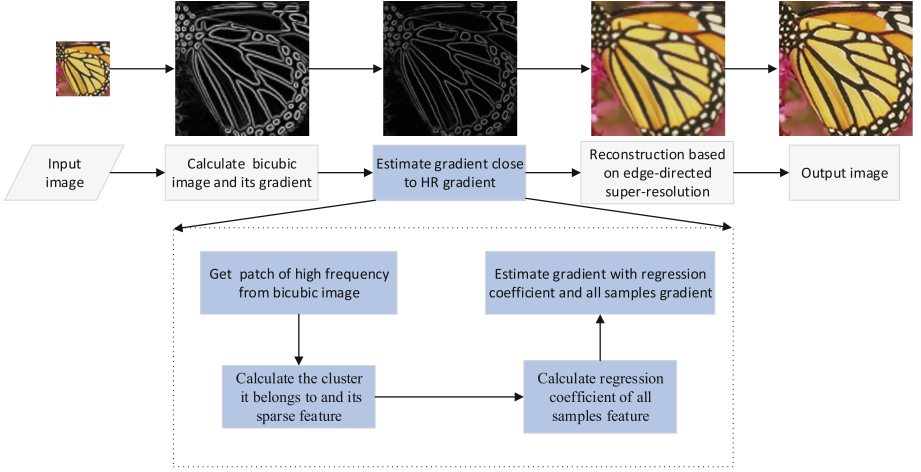 Input
image
Calculate bicubic
image and its gradient
Estimate gradient close
to HR gradient
Reconstruction based
on edge-directed
super-resolution
Output image
Get patch of high frequency
from bicubic image
Calculate the cluster
it belongs to and its
sparse feature
Calculate regression
coefficient of all
samples feature
Estimate gradient with regression
coefficient and all samples gradient